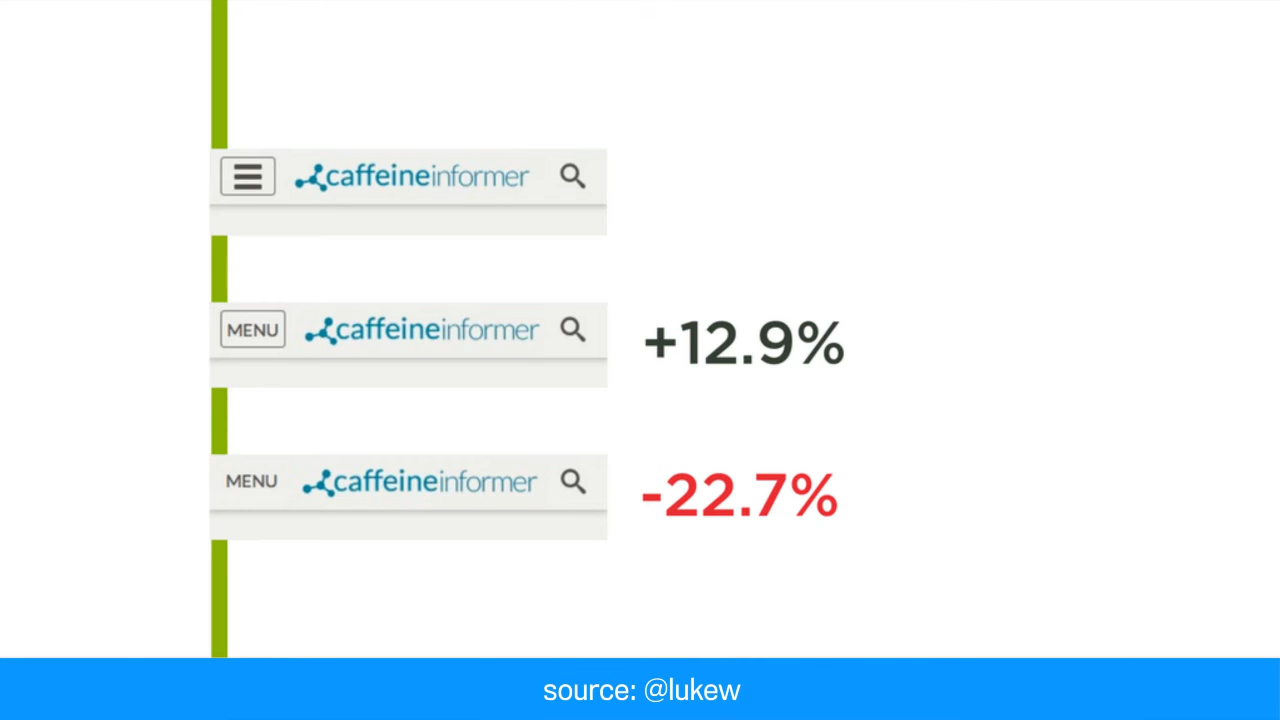 caffeineinformer
MENU caffeineinformer
+12.9%
MENU caffeineinformer
-22.7%
source: @lukew